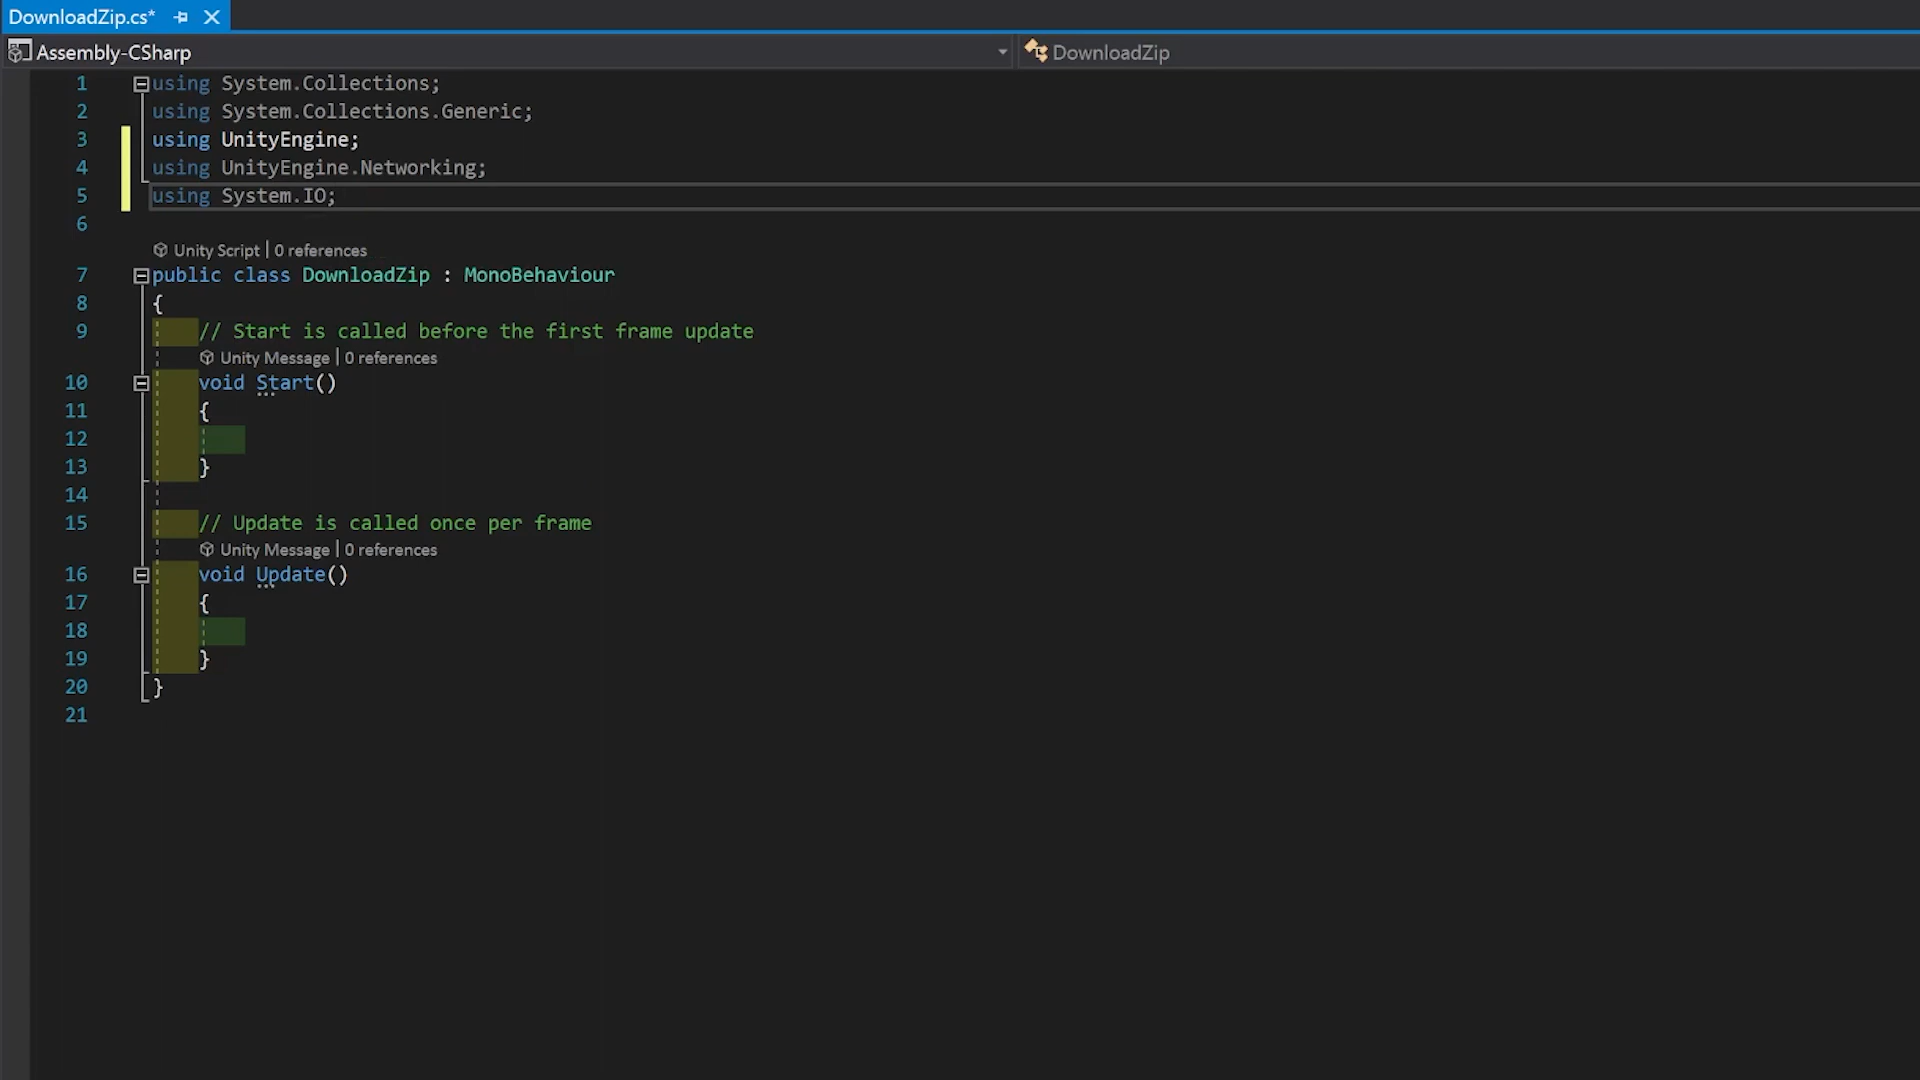 DownloadZip.cs*
Assembly-CSharp DownloadZip
1 using System.Collections;
2 using System.Collections.Generic;
3 using UnityEngine;
4 using UnityEngine.Networking;
5 using System.IO;
6
Unity Script | 0 references
7 public class DownloadZip : MonoBehaviour
8 {
9 // Start is called before the first frame update
Unity Message | 0 references
10 void Start()
11 {
12
13 }
14
15 // Update is called once per frame
Unity Message | 0 references
16 void Update()
17 {
18
19 }
20 }
21